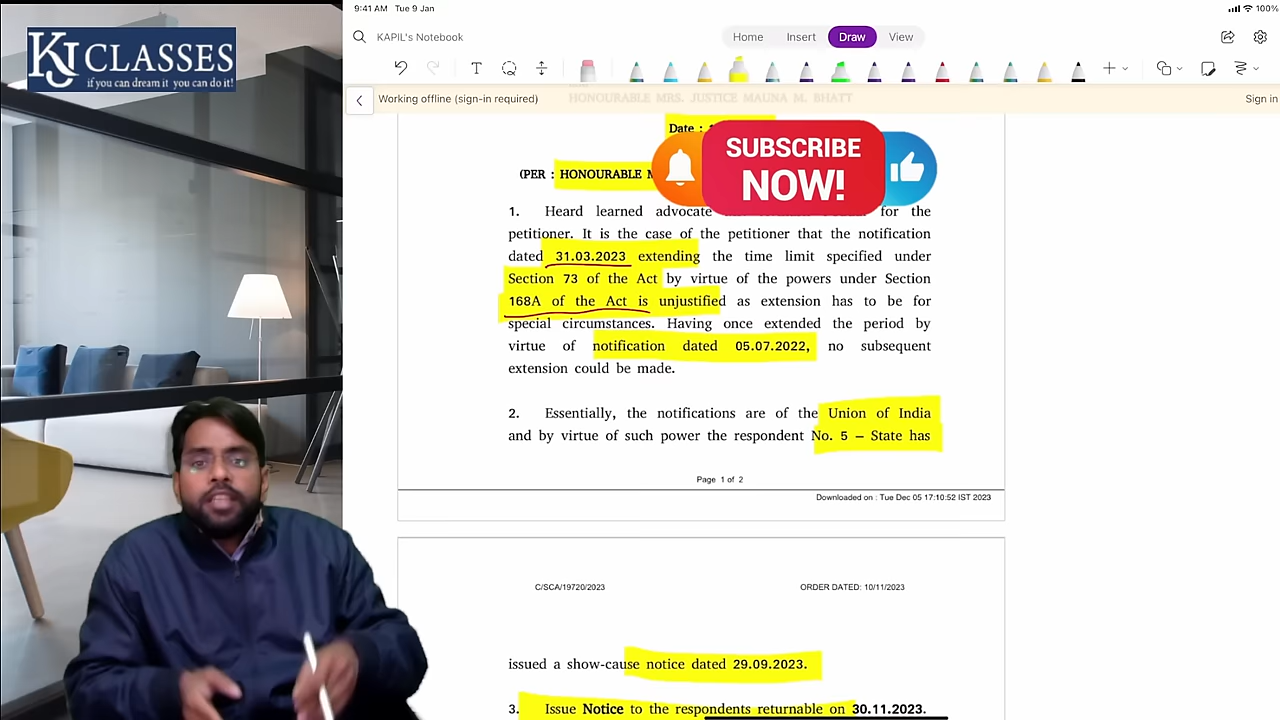 KJ CLASSES
if you can dream it you can do it!
9:41 AM Tue 9 Jan
100%
KAPIL's Notebook
Home Insert Draw View
Working offline (sign-in required)
Sign in
HONOURABLE MRS. JUSTICE MAUNA M. BHATT
Date :
SUBSCRIBE
NOW!
(PER : HONOURABLE
1. Heard learned advocate for the
petitioner. It is the case of the petitioner that the notification
dated 31.03.2023 extending the time limit specified under
Section 73 of the Act by virtue of the powers under Section
168A of the Act is unjustified as extension has to be for
special circumstances. Having once extended the period by
virtue of notification dated 05.07.2022, no subsequent
extension could be made.
2. Essentially, the notifications are of the Union of India
and by virtue of such power the respondent No. 5 – State has
Page 1 of 2
Downloaded on : Tue Dec 05 17:10:52 IST 2023
C/SCA/19720/2023
ORDER DATED: 10/11/2023
issued a show-cause notice dated 29.09.2023.
3. Issue Notice to the respondents returnable on 30.11.2023.